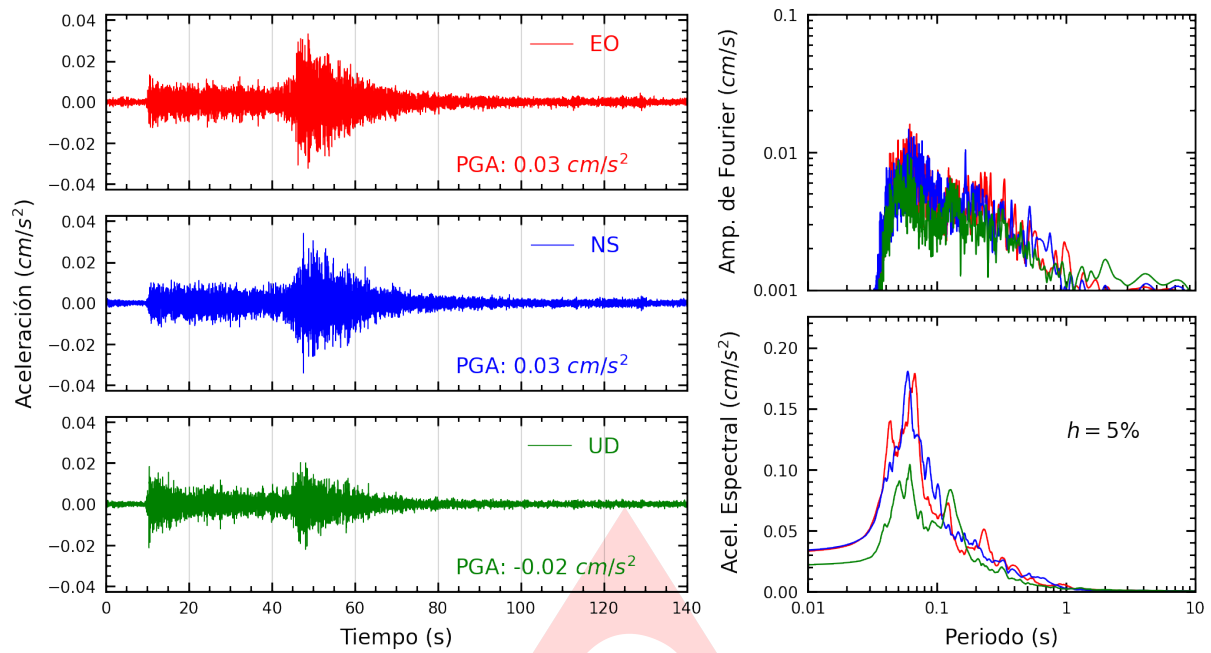 Aceleración (cm/s²)
0.04
0.02
0.00
−0.02
−0.04
EO
PGA: 0.03 cm/s²
0.04
0.02
0.00
−0.02
−0.04
NS
PGA: 0.03 cm/s²
0.04
0.02
0.00
−0.02
−0.04
UD
PGA: -0.02 cm/s²
0 20 40 60 80 100 120 140
Tiempo (s)
Amp. de Fourier (cm/s)
0.1
0.01
0.001
Acel. Espectral (cm/s²)
0.20
0.15
0.10
0.05
0.00
h = 5%
0.01 0.1 1 10
Periodo (s)